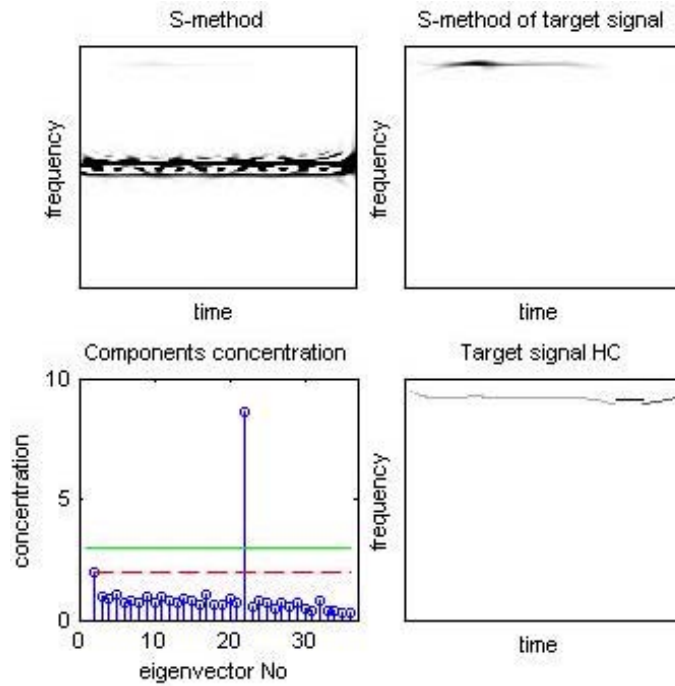 S-method
frequency
time
S-method of target signal
frequency
time
Components concentration
concentration
10
5
0
0 10 20 30
eigenvector No
Target signal HC
frequency
time